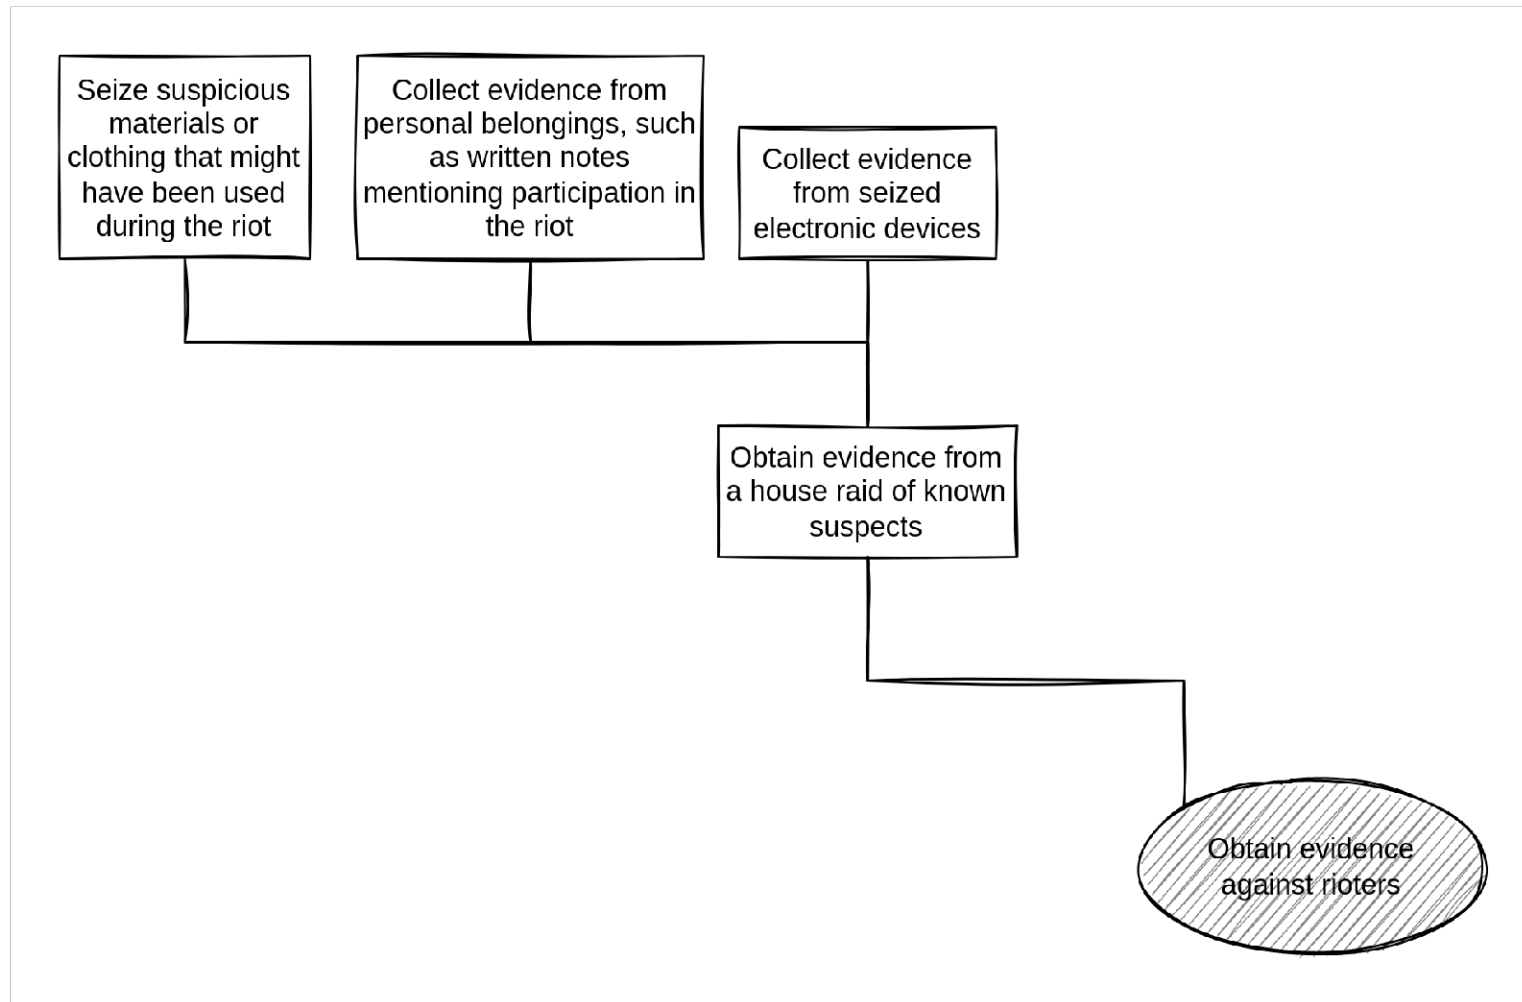 Seize suspicious
materials or
clothing that might
have been used
during the riot
Collect evidence from
personal belongings, such
as written notes
mentioning participation in
the riot
Collect evidence
from seized
electronic devices
Obtain evidence from
a house raid of known
suspects
Obtain evidence
against rioters